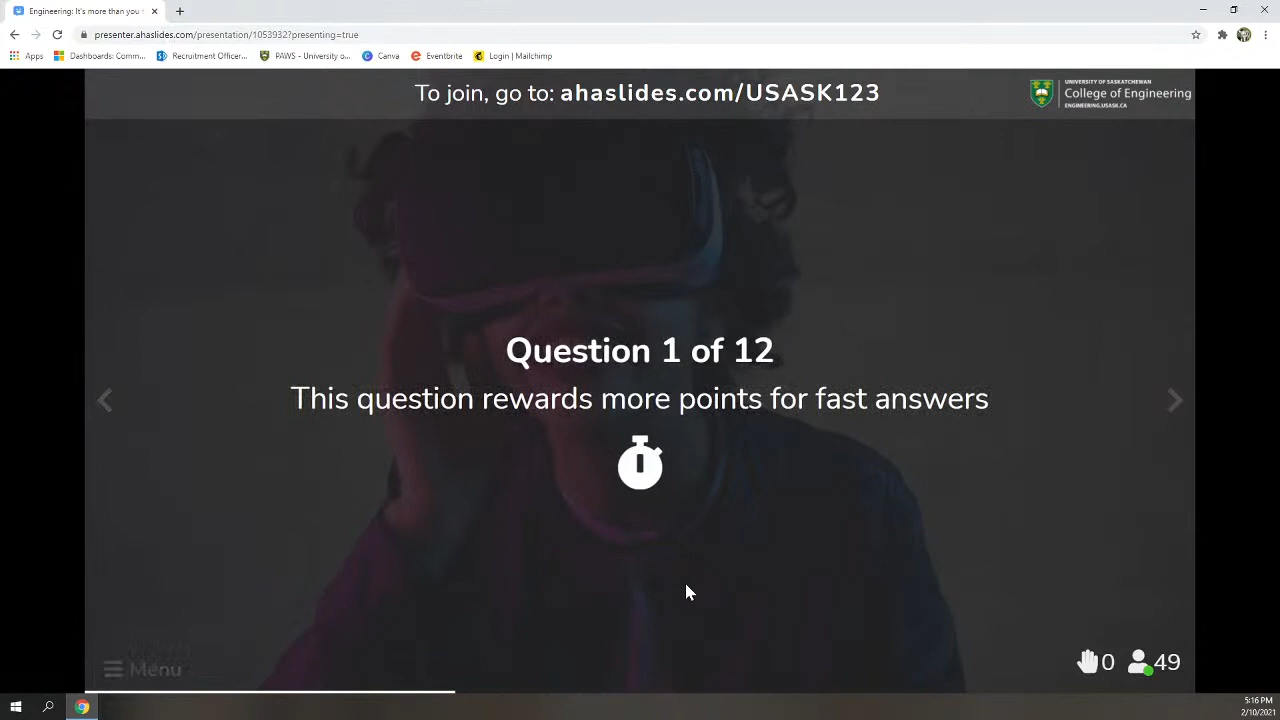 Engineering: It's more than you
presenter.ahaslides.com/presentation/1053932?presenting=true
Apps
Dashboards: Comm...
Recruitment Officer...
PAWS - University o...
Canva
Eventbrite
Login | Mailchimp
To join, go to: ahaslides.com/USASK123
UNIVERSITY OF SASKATCHEWAN
College of Engineering
ENGINEERING.USASK.CA
Question 1 of 12
This question rewards more points for fast answers
Menu
0
49
5:16 PM
2/10/2021